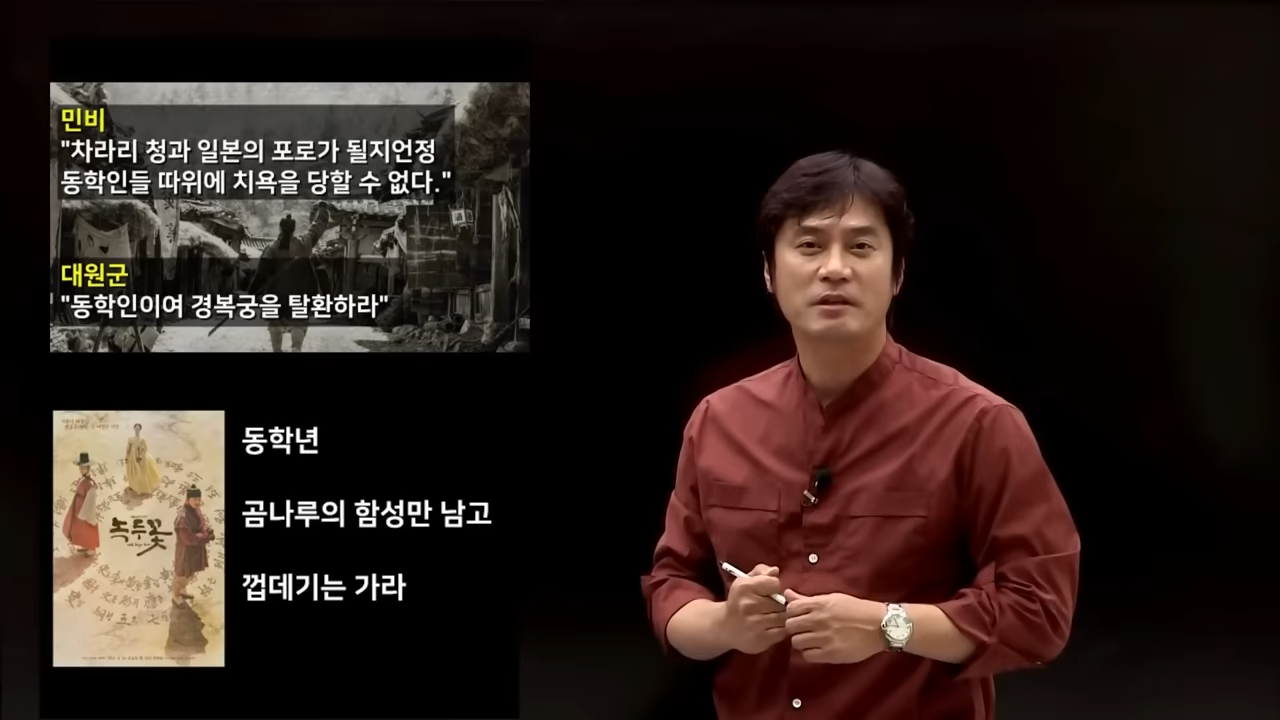 민비
"차라리 청과 일본의 포로가 될지언정
동학인들 따위에 치욕을 당할 수 없다."
대원군
"동학인이여 경복궁을 탈환하라"
녹두꽃
동학년
곰나루의 함성만 남고
껍데기는 가라